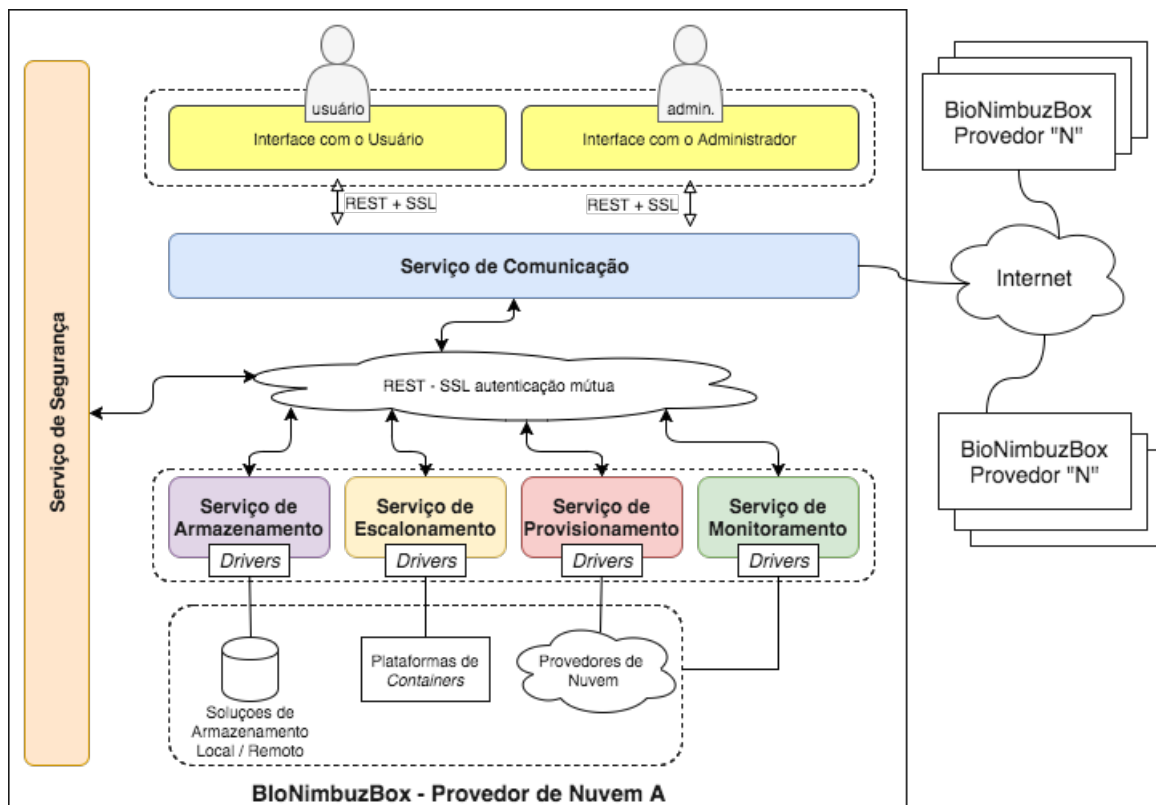 usuário
admin.
Interface com o Usuário
Interface com o Administrador
REST + SSL
REST + SSL
Serviço de Comunicação
BioNimbuzBox
Provedor "N"
Internet
BioNimbuzBox
Provedor "N"
Serviço de Segurança
REST - SSL autenticação mútua
Serviço de
Armazenamento
Drivers
Serviço de
Escalonamento
Drivers
Serviço de
Provisionamento
Drivers
Serviço de
Monitoramento
Drivers
Soluçoes de
Armazenamento
Local / Remoto
Plataformas de
Containers
Provedores de
Nuvem
BIoNimbuzBox - Provedor de Nuvem A